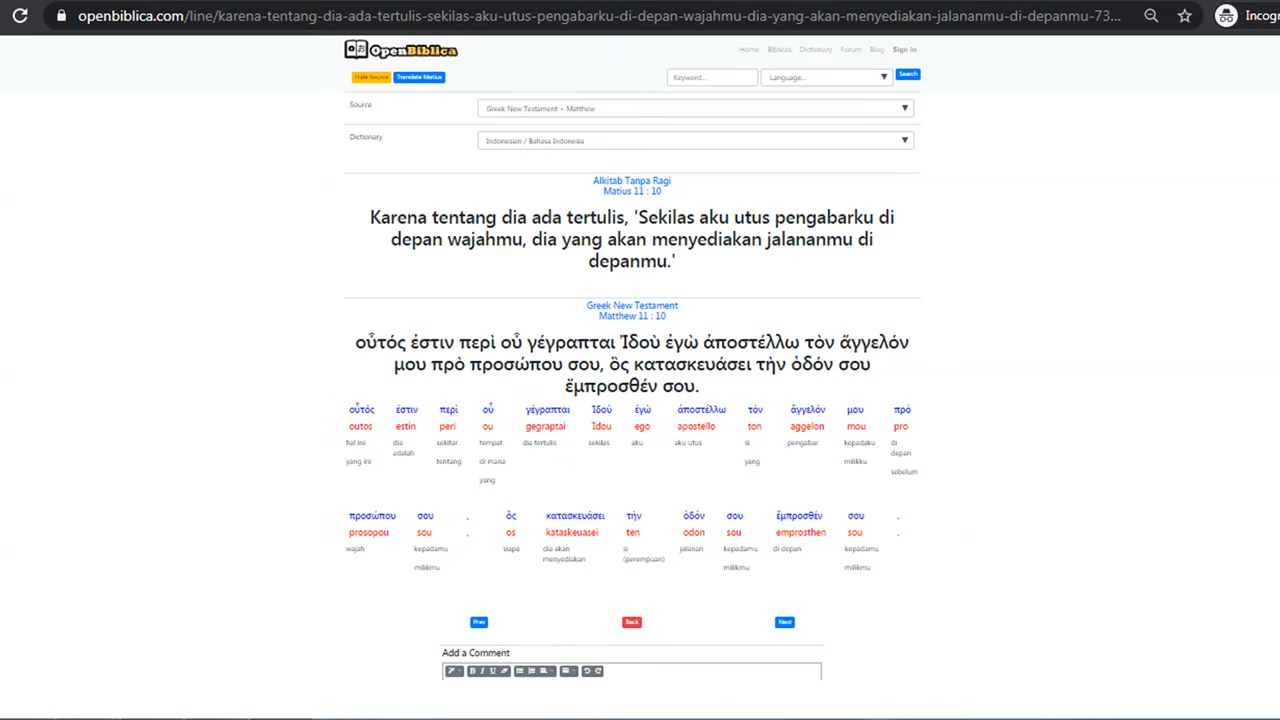 openbiblica.com/line/karena-tentang-dia-ada-tertulis-sekilas-aku-utus-pengabarku-di-depan-wajahmu-dia-yang-akan-menyediakan-jalananmu-di-depanmu-73...
Incog
OpenBiblica
Home Biblicas Dictionary Forum Blog Sign In
Hide Source Translate Matius Keyword... Language... Search
Source Greek New Testament » Matthew
Dictionary Indonesian / Bahasa Indonesia
Alkitab Tanpa Ragi
Matius 11 : 10
Karena tentang dia ada tertulis, 'Sekilas aku utus pengabarku di
depan wajahmu, dia yang akan menyediakan jalananmu di
depanmu.'
Greek New Testament
Matthew 11 : 10
οὗτός ἐστιν περὶ οὗ γέγραπται Ἰδοὺ ἐγὼ ἀποστέλλω τὸν ἄγγελόν
μου πρὸ προσώπου σου, ὃς κατασκευάσει τὴν ὁδόν σου
ἔμπροσθέν σου.
οὗτός ἐστιν περὶ οὗ γέγραπται Ἰδοὺ ἐγὼ ἀποστέλλω τὸν ἄγγελόν μου πρὸ
outos estin peri ou gegraptai Idou ego apostello ton aggelon mou pro
hal ini dia sekitar tempat dia tertulis sekilas aku aku utus si pengabar kepadaku di
adalah depan
yang ini tentang di mana yang milikku sebelum
yang
προσώπου σου , ὃς κατασκευάσει τὴν ὁδόν σου ἔμπροσθέν σου .
prosopou sou , os kataskeuasei ten odon sou emprosthen sou .
wajah kepadamu siapa dia akan si jalanan kepadamu di depan kepadamu
menyediakan (perempuan)
milikmu milikmu milikmu
Prev Back Next
Add a Comment
B I U